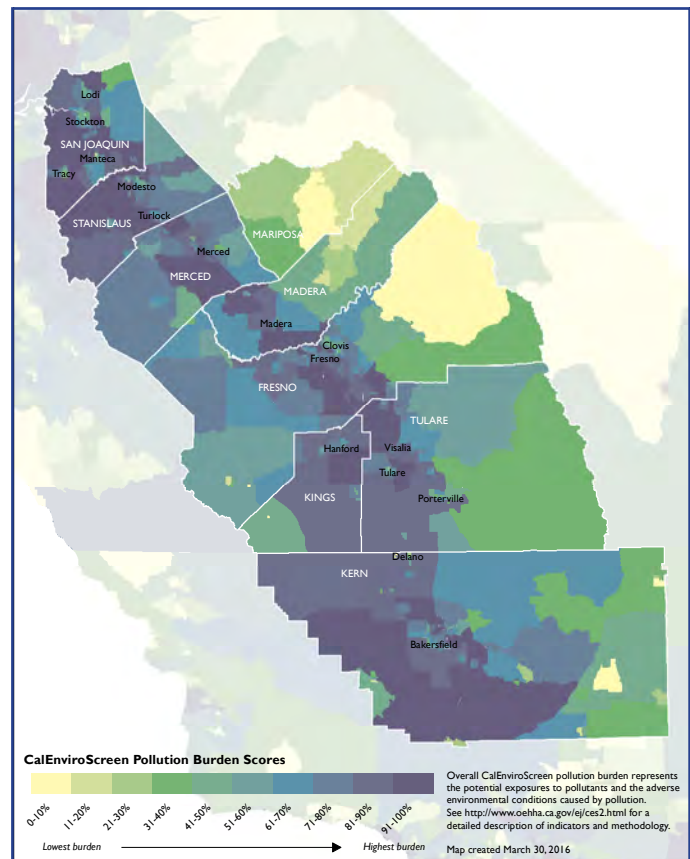 Lodi
Stockton
SAN JOAQUIN
Manteca
Tracy
Modesto
Turlock
STANISLAUS
MARIPOSA
Merced
MERCED
MADERA
Madera
Clovis
Fresno
FRESNO
TULARE
Hanford
Visalia
Tulare
KINGS
Porterville
Delano
KERN
Bakersfield
CalEnviroScreen Pollution Burden Scores
0-10%
11-20%
21-30%
31-40%
41-50%
51-60%
61-70%
71-80%
81-90%
91-100%
Lowest burden
Highest burden
Overall CalEnviroScreen pollution burden represents
the potential exposures to pollutants and the adverse
environmental conditions caused by pollution.
See http://www.oehha.ca.gov/ej/ces2.html for a
detailed description of indicators and methodology.
Map created March 30, 2016